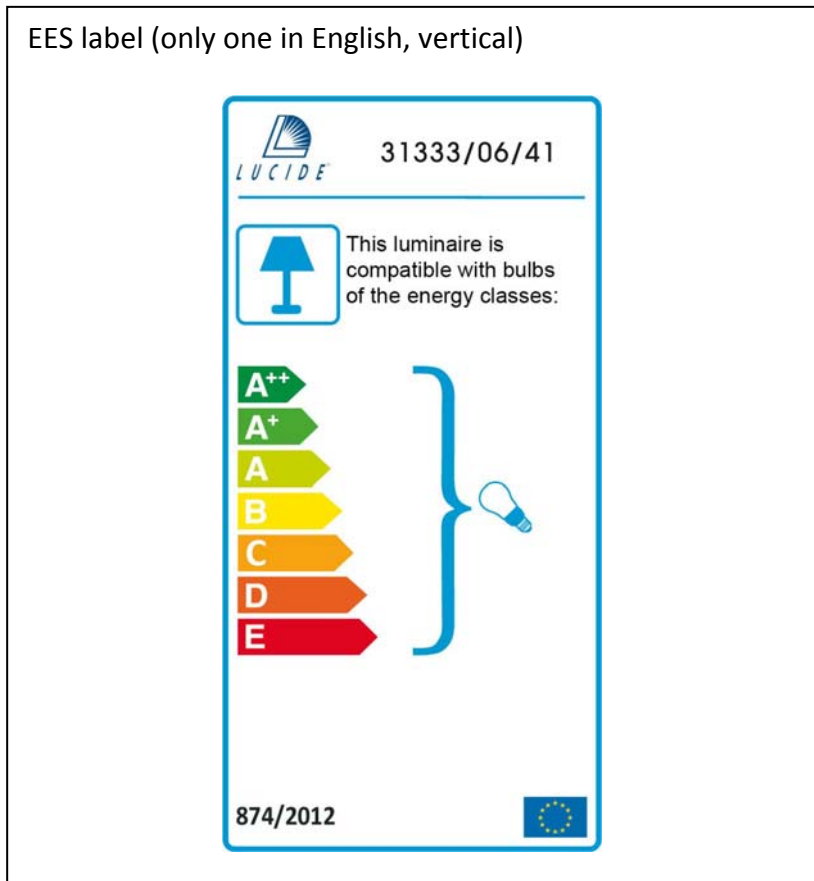 EES label (only one in English, vertical)
LUCIDE
31333/06/41
This luminaire is
compatible with bulbs
of the energy classes:
A++
A+
A
B
C
D
E
874/2012